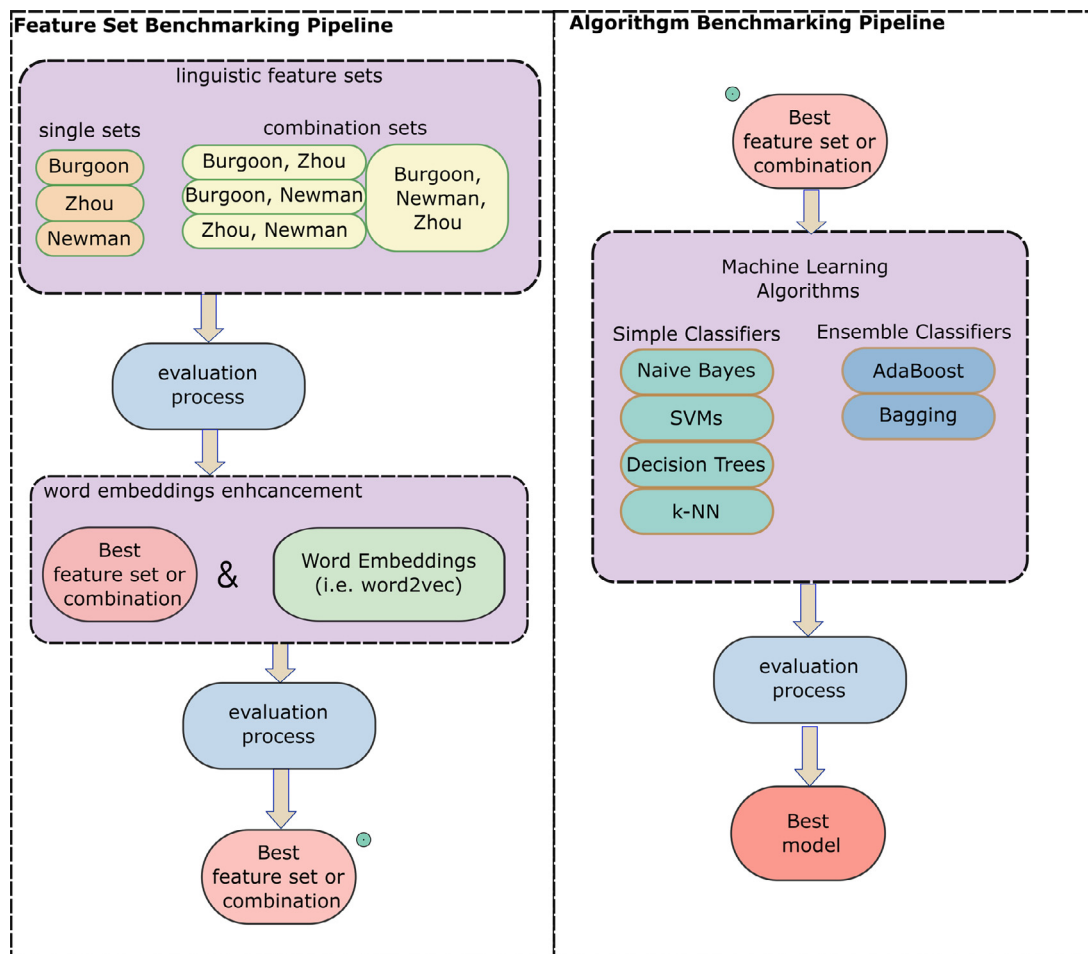 Feature Set Benchmarking Pipeline
linguistic feature sets
single sets
Burgoon
Zhou
Newman
combination sets
Burgoon, Zhou
Burgoon, Newman
Zhou, Newman
Burgoon,
Newman,
Zhou
evaluation
process
word embeddings enhcancement
Best
feature set or
combination
&
Word Embeddings
(i.e. word2vec)
evaluation
process
Best
feature set or
combination
Algorithgm Benchmarking Pipeline
Best
feature set or
combination
Machine Learning
Algorithms
Simple Classifiers
Naive Bayes
SVMs
Decision Trees
k-NN
Ensemble Classifiers
AdaBoost
Bagging
evaluation
process
Best
model